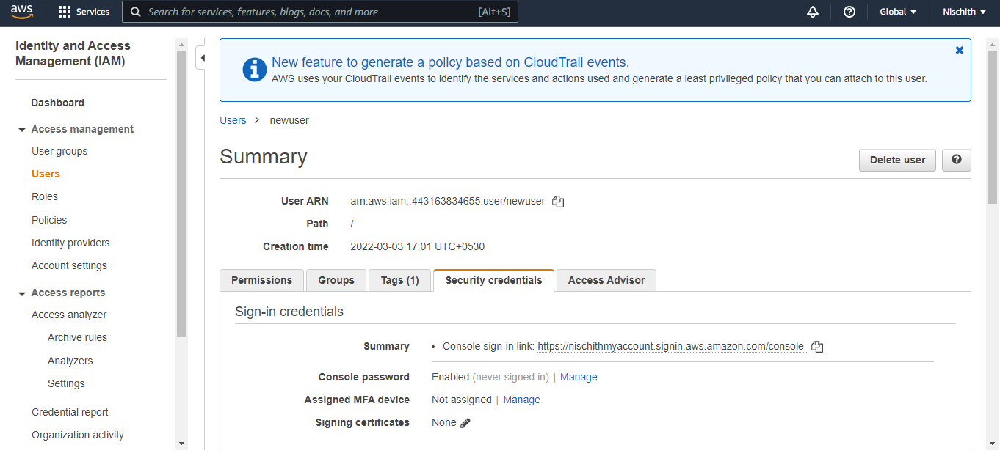 aws
Services
Search for services, features, blogs, docs, and more
[Alt+S]
Global
Nischith
Identity and Access
Management (IAM)
Dashboard
Access management
User groups
Users
Roles
Policies
Identity providers
Account settings
Access reports
Access analyzer
Archive rules
Analyzers
Settings
Credential report
Organization activity
New feature to generate a policy based on CloudTrail events.
AWS uses your CloudTrail events to identify the services and actions used and generate a least privileged policy that you can attach to this user.
Users > newuser
Summary
Delete user
User ARN arn:aws:iam::443163834655:user/newuser
Path /
Creation time 2022-03-03 17:01 UTC+0530
Permissions Groups Tags (1) Security credentials Access Advisor
Sign-in credentials
Summary • Console sign-in link: https://nischithmyaccount.signin.aws.amazon.com/console
Console password Enabled (never signed in) | Manage
Assigned MFA device Not assigned | Manage
Signing certificates None